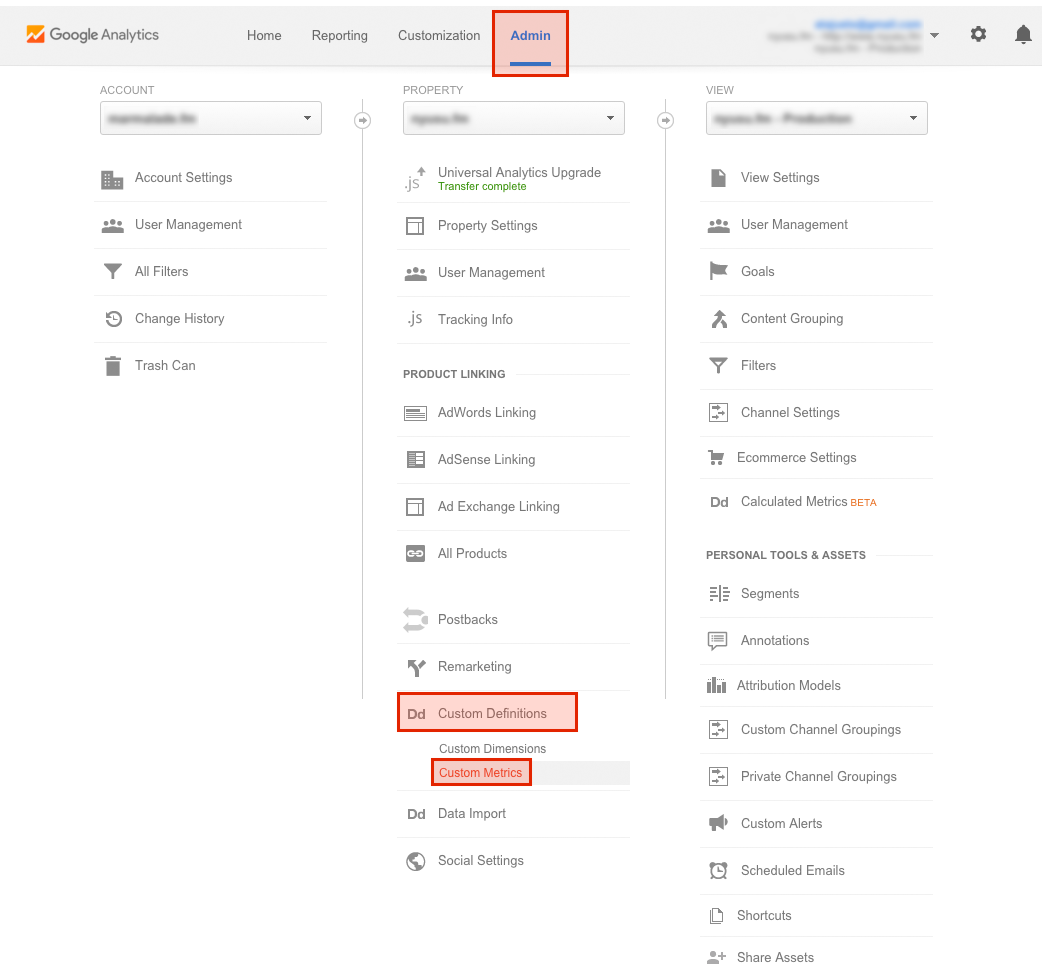 Google Analytics
Home
Reporting
Customization
Admin
ACCOUNT
Account Settings
User Management
All Filters
Change History
Trash Can
PROPERTY
.js
Universal Analytics Upgrade
Transfer complete
Property Settings
User Management
.js
Tracking Info
PRODUCT LINKING
AdWords Linking
AdSense Linking
Ad Exchange Linking
All Products
Postbacks
Remarketing
Dd Custom Definitions
Custom Dimensions
Custom Metrics
Dd Data Import
Social Settings
VIEW
View Settings
User Management
Goals
Content Grouping
Filters
Channel Settings
Ecommerce Settings
Dd Calculated Metrics BETA
PERSONAL TOOLS & ASSETS
Segments
Annotations
Attribution Models
Custom Channel Groupings
Private Channel Groupings
Custom Alerts
Scheduled Emails
Shortcuts
Share Assets